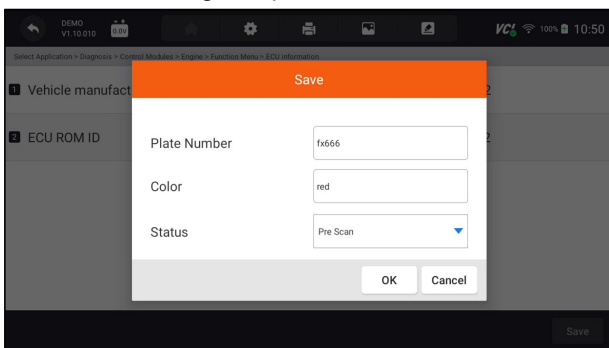 DEMO
V1.10.010
0.0V
VCI
100%
10:50
Select Application > Diagnosis > Control Modules > Engine > Function Menu > ECU information
Save
1 Vehicle manufact
2
2 ECU ROM ID
2
Plate Number
fx666
Color
red
Status
Pre Scan
OK
Cancel
Save